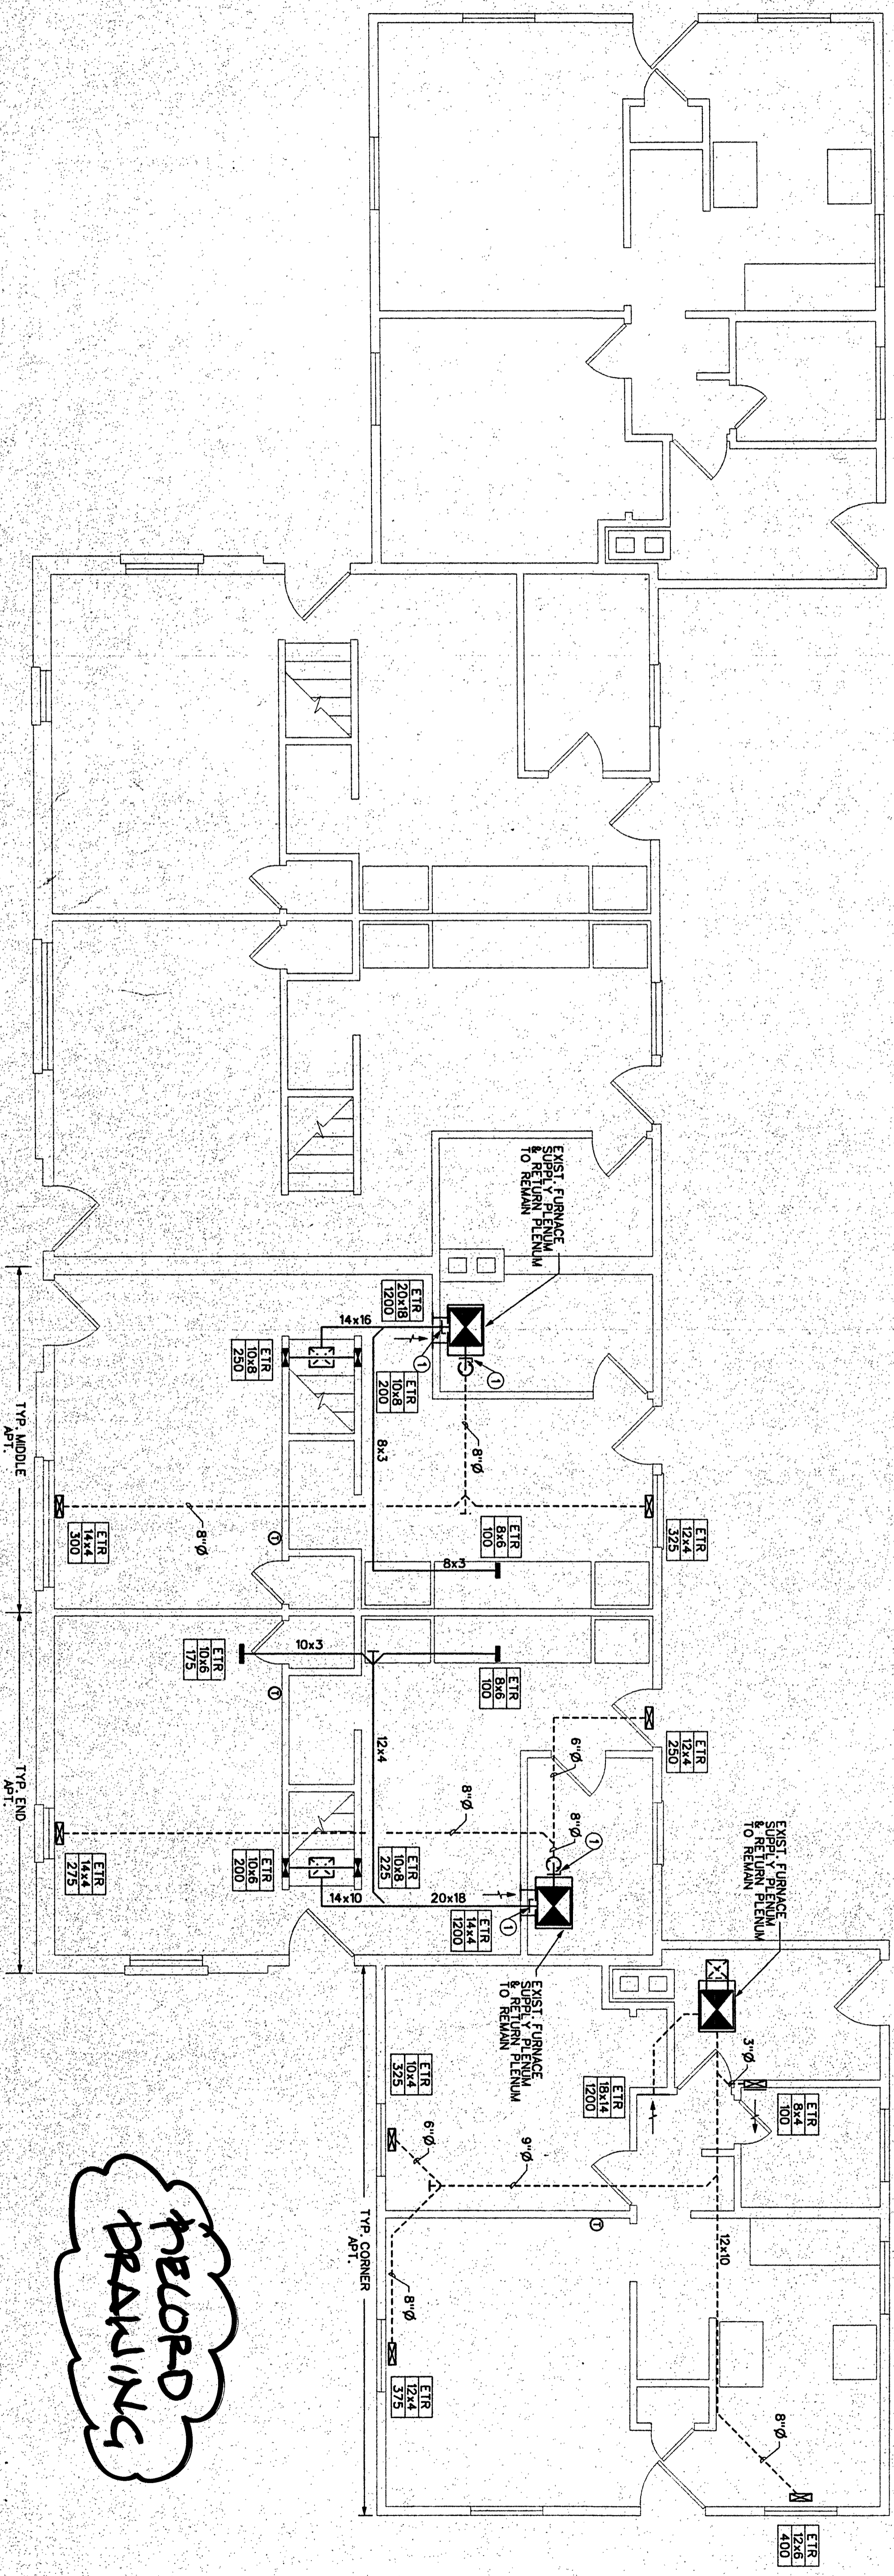 EXIST. FURNACE
SUPPLY PLENUM
& RETURN PLENUM
TO REMAIN
ETR
20x18
1200
14x16
1
1
ETR
10x8
250
ETR
10x8
200
8"Ø
8x3
8"Ø
ETR
14x4
300
T
ETR
8x6
100
8x3
ETR
12x4
325
TYP. MIDDLE
APT.
10x3
ETR
10x6
175
T
ETR
8x6
100
12x4
ETR
12x4
250
6"Ø
8"Ø
8"Ø
1
ETR
14x4
275
ETR
10x6
200
ETR
10x8
225
14x10
20x18
1
ETR
14x4
1200
TYP. END
APT.
EXIST. FURNACE
SUPPLY PLENUM
& RETURN PLENUM
TO REMAIN
EXIST. FURNACE
SUPPLY PLENUM
& RETURN PLENUM
TO REMAIN
3"Ø
ETR
8x4
100
ETR
18x14
1200
ETR
10x4
325
6"Ø
9"Ø
T
12x10
8"Ø
ETR
12x4
375
8"Ø
ETR
12x6
400
TYP. CORNER
APT.
RECORD
DRAWING